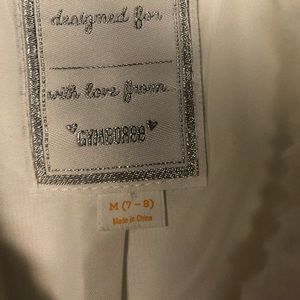 designed for
with love from
GYMBOREE
M (7-8)
Made in China